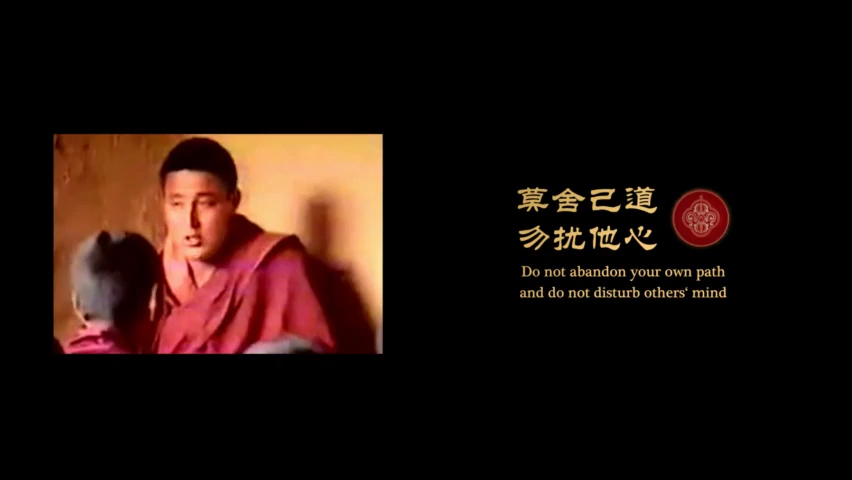 莫舍己道
勿扰他心
Do not abandon your own path
and do not disturb others‘ mind